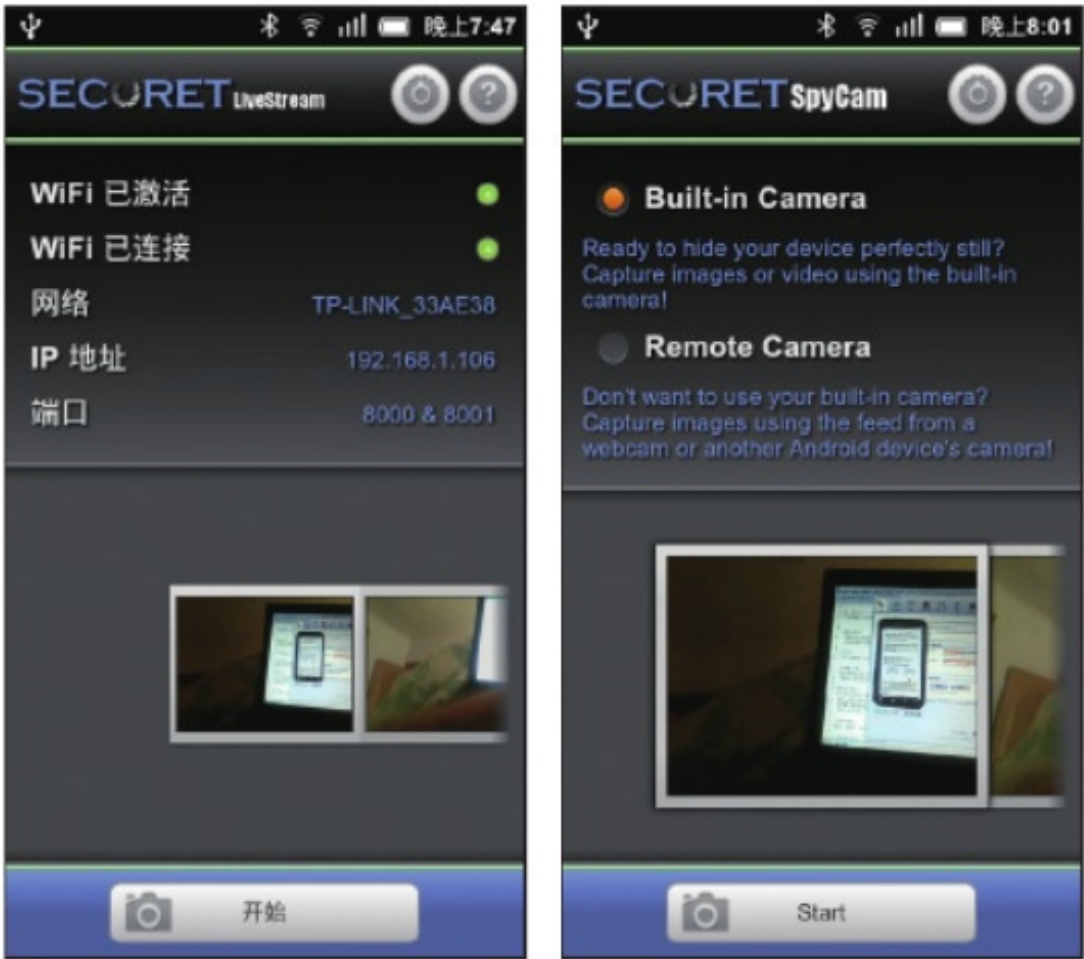 晚上7:47
SECURET LiveStream
?
WiFi 已激活
WiFi 已连接
网络 TP-LINK_33AE38
IP 地址 192.168.1.106
端口 8000 & 8001
开始
晚上8:01
SECURET SpyCam
?
Built-in Camera
Ready to hide your device perfectly still?
Capture images or video using the built-in
camera!
Remote Camera
Don't want to use your built-in camera?
Capture images using the feed from a
webcam or another Android device's camera!
Start